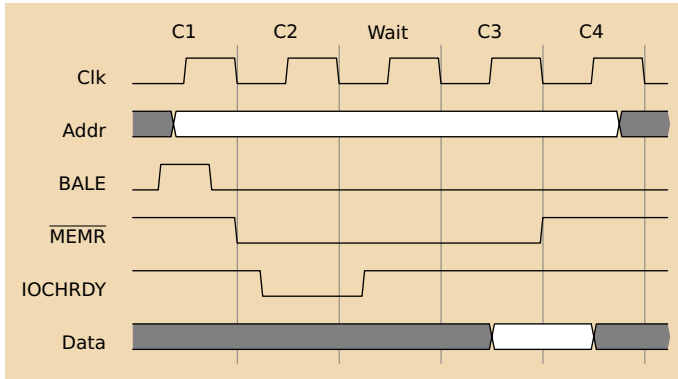 C1 C2 Wait C3 C4
Clk
Addr
BALE
MEMR
IOCHRDY
Data